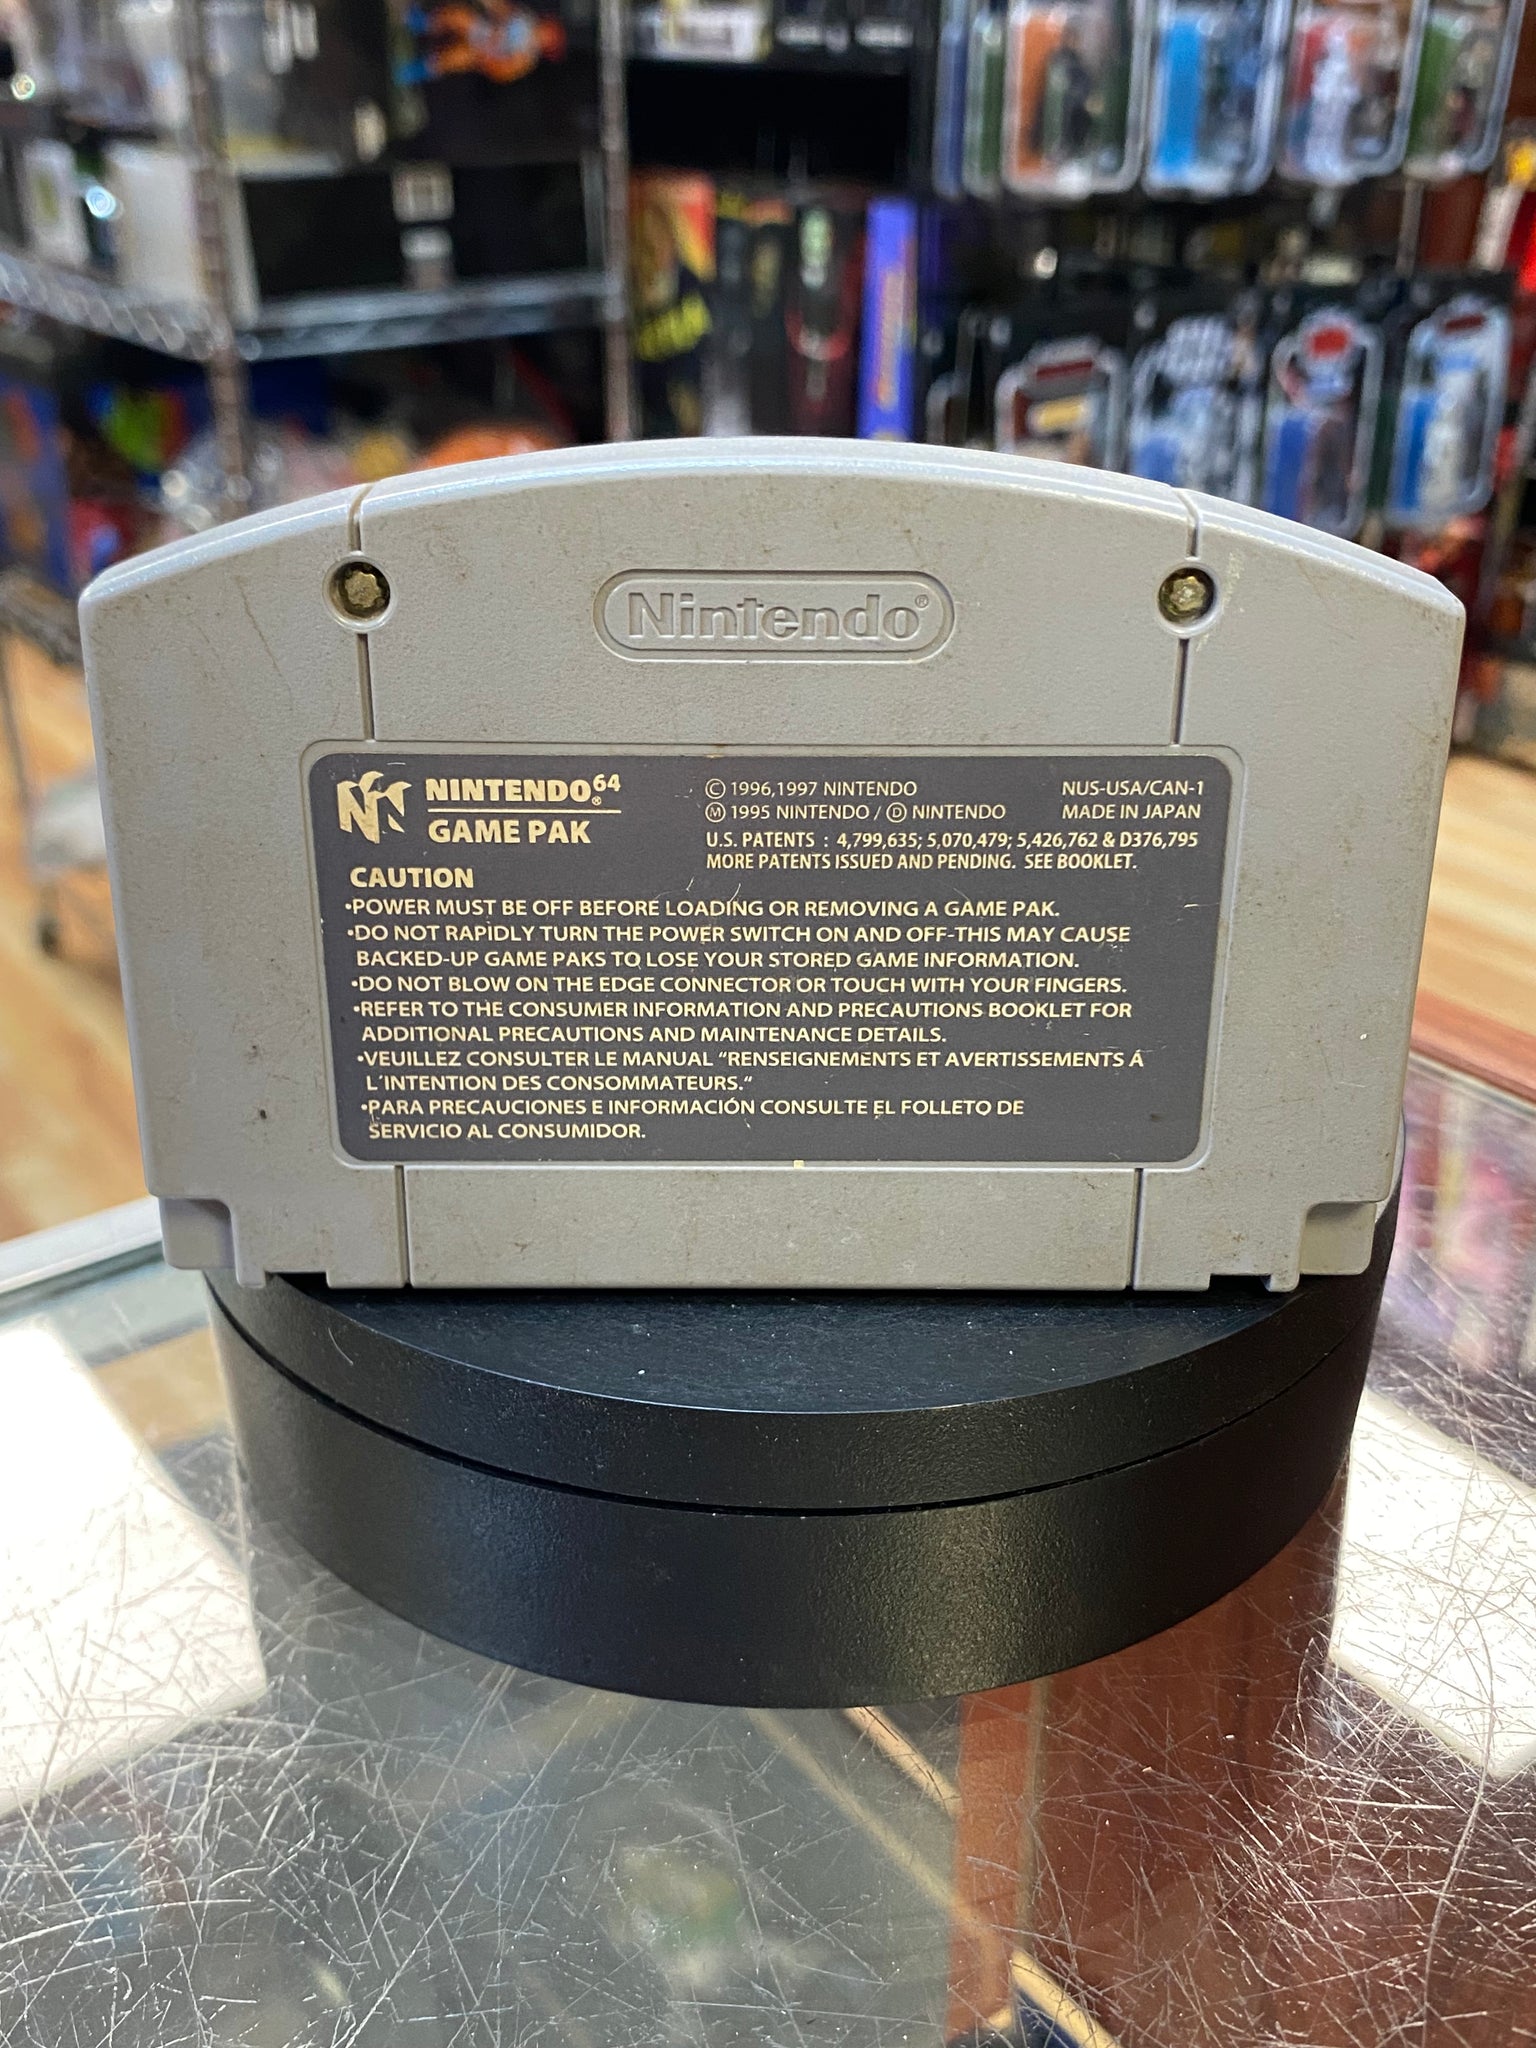 Nintendo®
NINTENDO64®
GAME PAK
© 1996,1997 NINTENDO
Ⓜ 1995 NINTENDO / Ⓓ NINTENDO
NUS-USA/CAN-1
MADE IN JAPAN
U.S. PATENTS : 4,799,635; 5,070,479; 5,426,762 & D376,795
MORE PATENTS ISSUED AND PENDING. SEE BOOKLET.
CAUTION
•POWER MUST BE OFF BEFORE LOADING OR REMOVING A GAME PAK.
•DO NOT RAPIDLY TURN THE POWER SWITCH ON AND OFF-THIS MAY CAUSE
BACKED-UP GAME PAKS TO LOSE YOUR STORED GAME INFORMATION.
•DO NOT BLOW ON THE EDGE CONNECTOR OR TOUCH WITH YOUR FINGERS.
•REFER TO THE CONSUMER INFORMATION AND PRECAUTIONS BOOKLET FOR
ADDITIONAL PRECAUTIONS AND MAINTENANCE DETAILS.
•VEUILLEZ CONSULTER LE MANUAL “RENSEIGNEMENTS ET AVERTISSEMENTS Á
L'INTENTION DES CONSOMMATEURS.“
•PARA PRECAUCIONES E INFORMACIÓN CONSULTE EL FOLLETO DE
SERVICIO AL CONSUMIDOR.